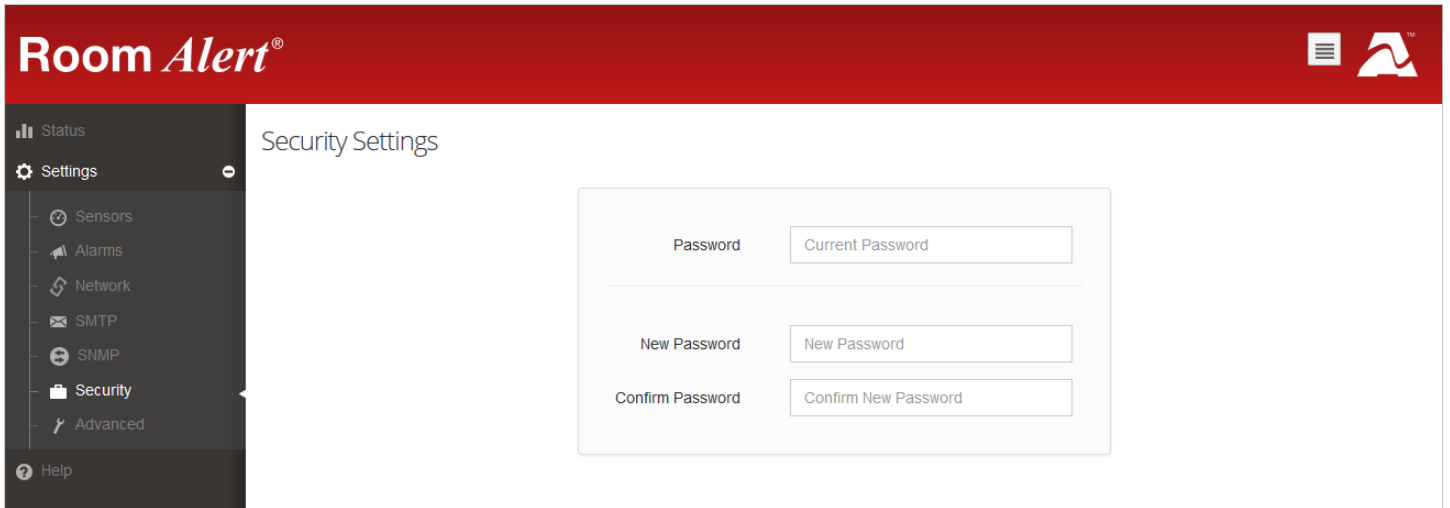 Room Alert®
TM
Status
Settings
Sensors
Alarms
Network
SMTP
SNMP
Security
Advanced
Help
Security Settings
Password
Current Password
New Password
New Password
Confirm Password
Confirm New Password